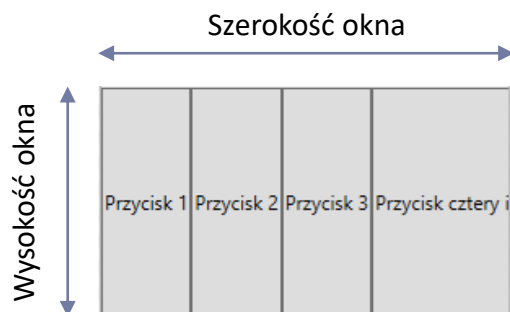 Szerokość okna
Wysokość okna
Przycisk 1 Przycisk 2 Przycisk 3 Przycisk cztery i